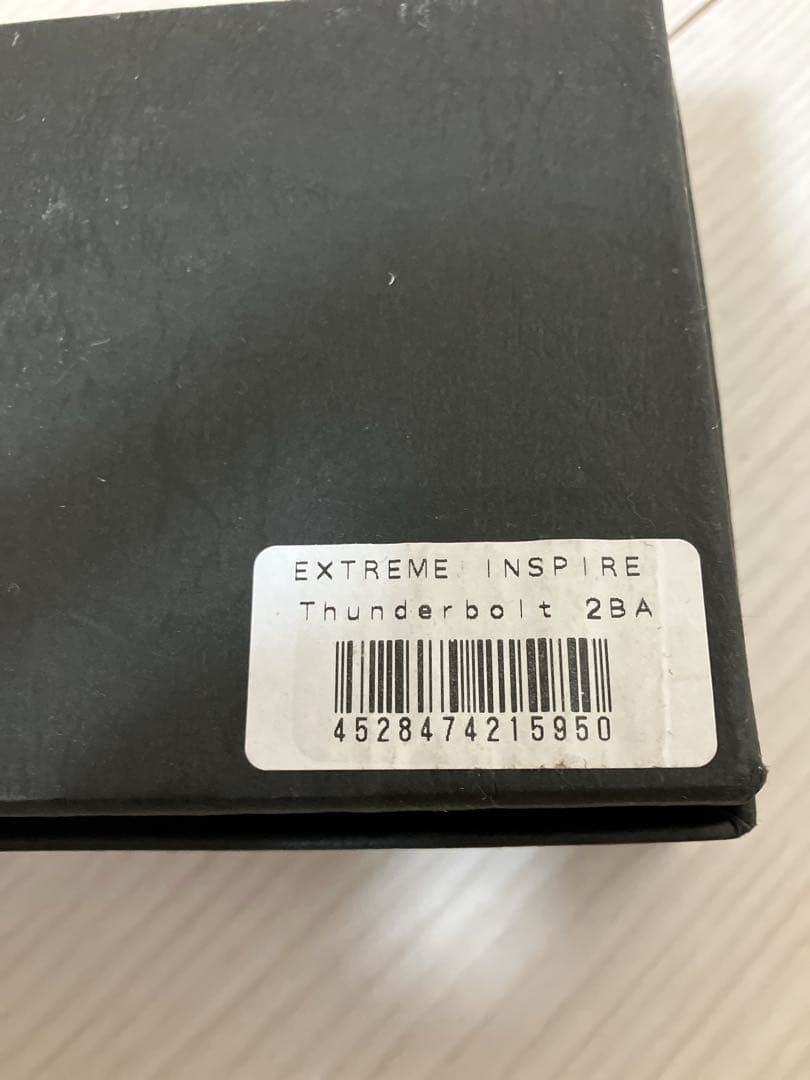 EXTREME INSPIRE
Thunderbolt 2BA
4528474215950